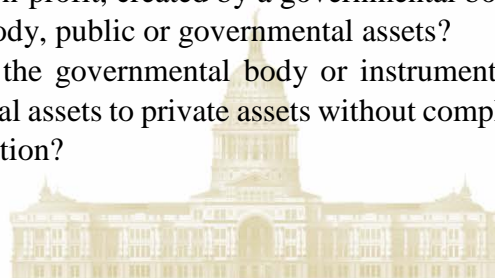 profit, created by a governmental
ody, public or governmental assets?
the governmental body or instrument
al assets to private assets without compl
tion?